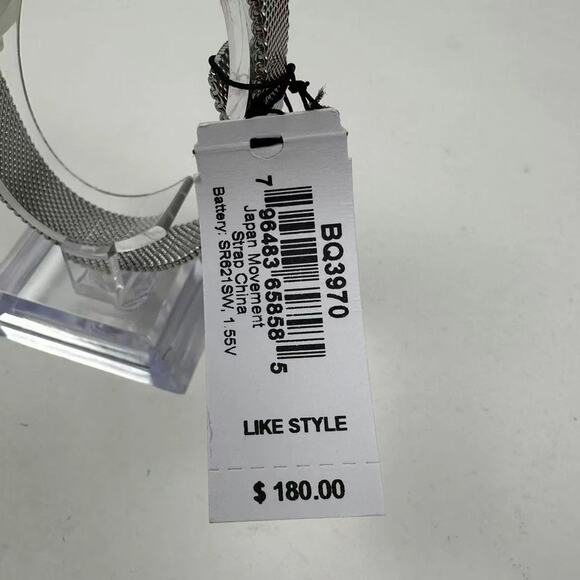 BQ3970
7 96483 65858 5
Japan Movement
Strap China
Battery: SR621SW, 1.55V
LIKE STYLE
$ 180.00